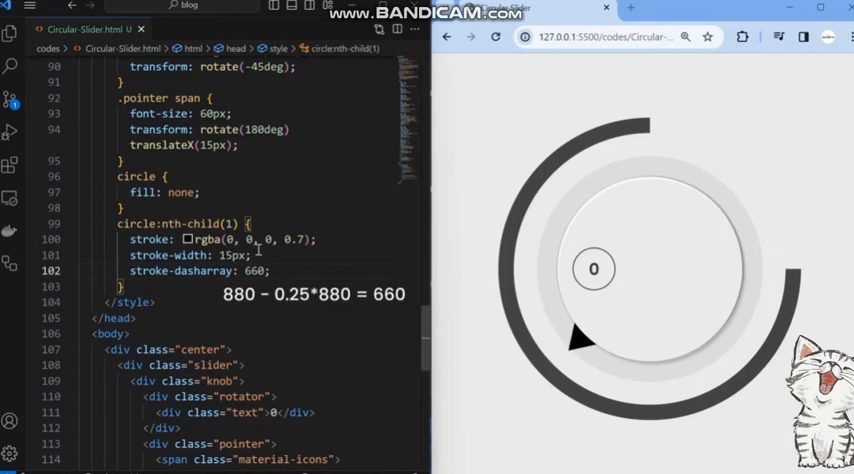 blog
www.BANDICAM.com
Circular Slider
Circular-Slider.html U
127.0.0.1:5500/codes/Circular-...
codes > Circular-Slider.html > html > head > style > circle:nth-child(1)
90 transform: rotate(-45deg);
91 }
92 .pointer span {
93 font-size: 60px;
94 transform: rotate(180deg)
translateX(15px);
95 }
96 circle {
97 fill: none;
98 }
99 circle:nth-child(1) {
100 stroke: rgba(0, 0, 0, 0.7);
101 stroke-width: 15px;
102 stroke-dasharray: 660;
103 }
880 - 0.25*880 = 660
104 </style>
105 </head>
106 <body>
107 <div class="center">
108 <div class="slider">
109 <div class="knob">
110 <div class="rotator">
111 <div class="text">0</div>
112 </div>
113 <div class="pointer">
114 <span class="material-icons">
0
1